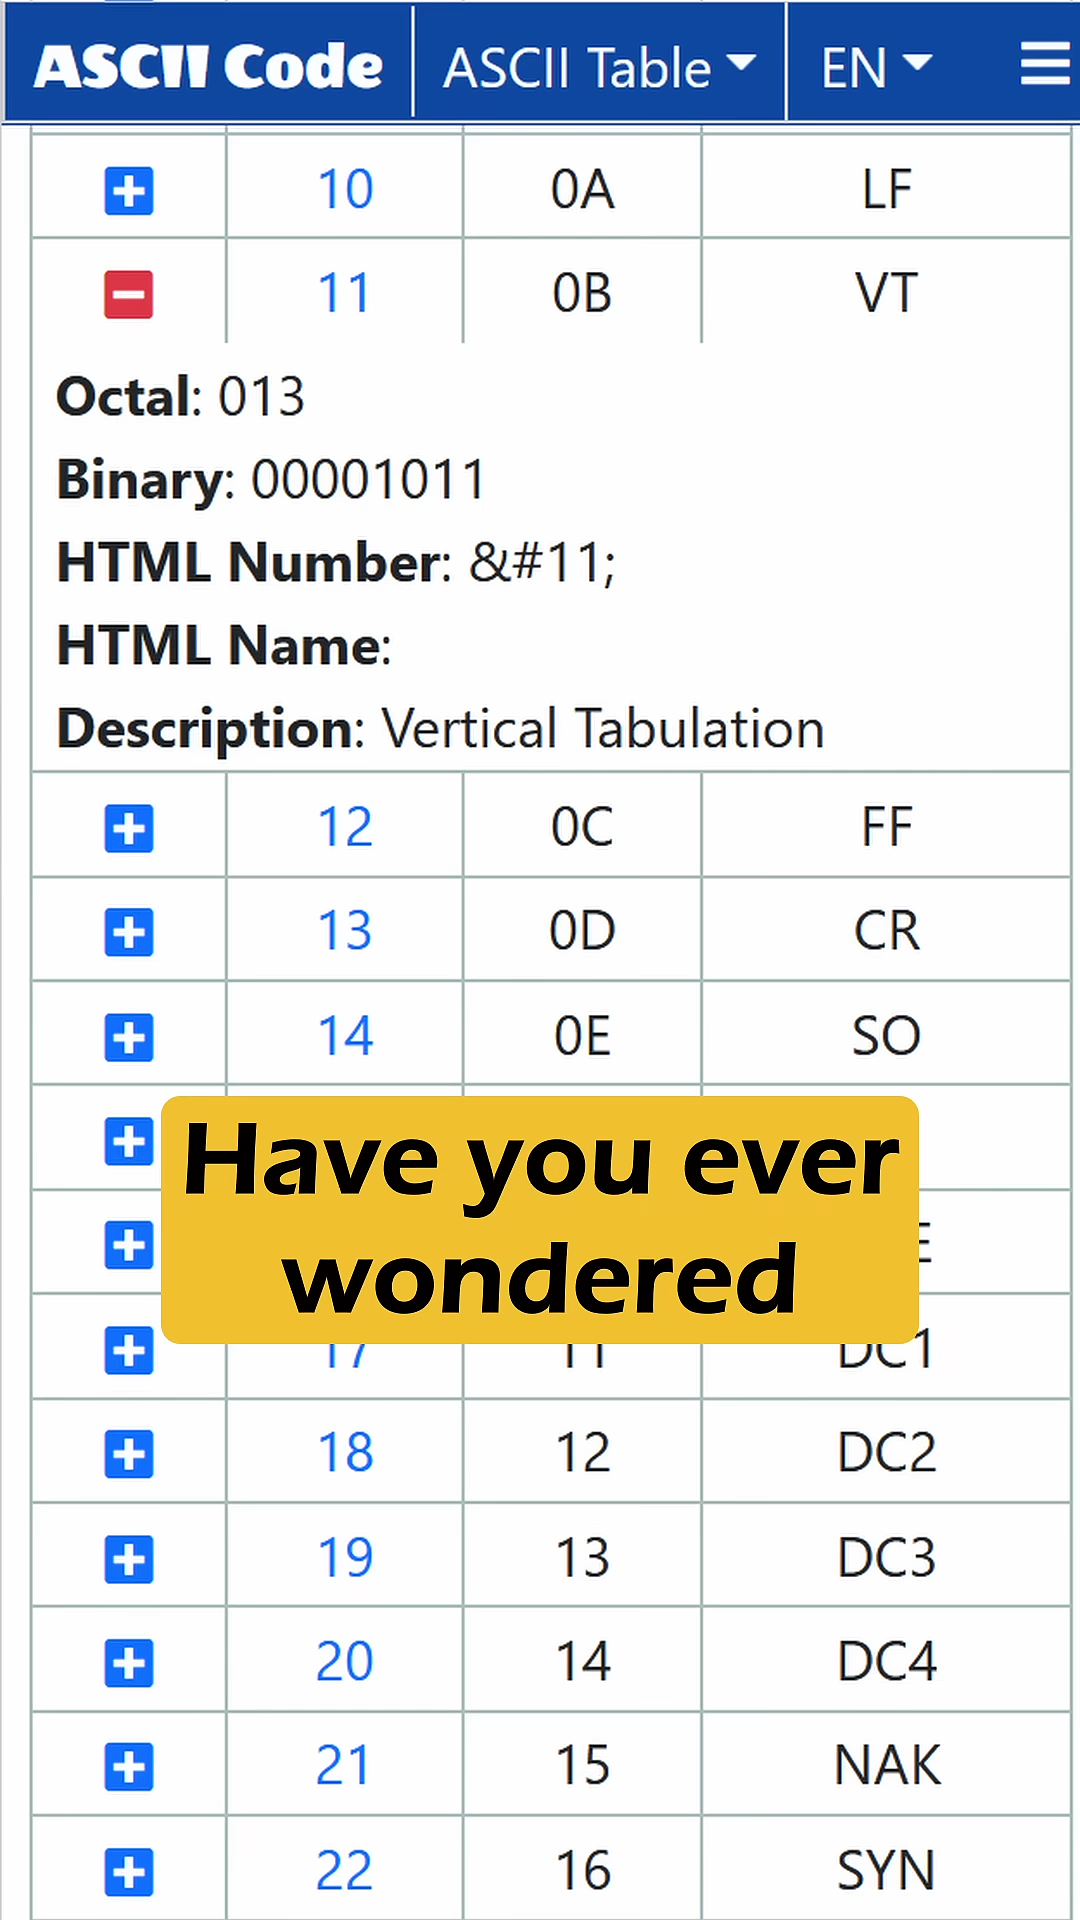 ASCII Code ASCII Table EN
10 0A LF
11 0B VT
Octal: 013
Binary: 00001011
HTML Number: &#11;
HTML Name:
Description: Vertical Tabulation
12 0C FF
13 0D CR
14 0E SO
Have you ever
wondered
17 11 DC1
18 12 DC2
19 13 DC3
20 14 DC4
21 15 NAK
22 16 SYN